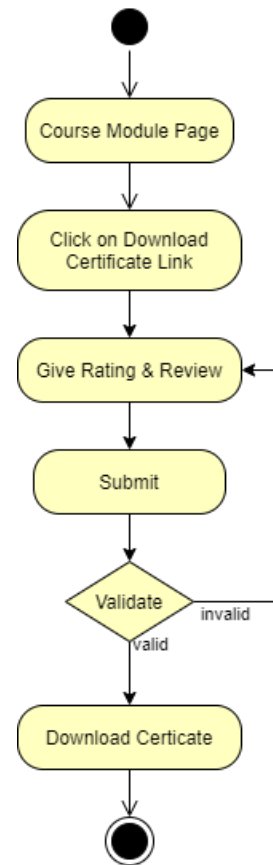 Course Module Page
Click on Download
Certificate Link
Give Rating & Review
Submit
Validate
invalid
valid
Download Certicate